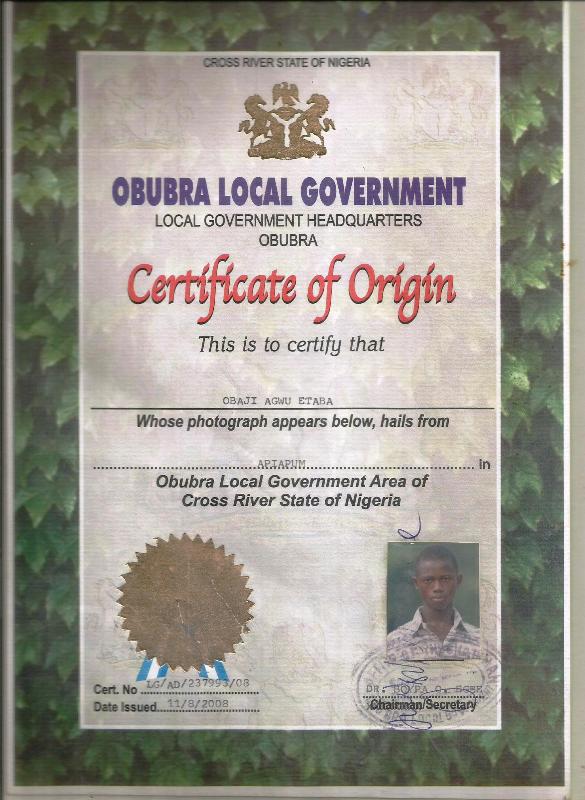 CROSS RIVER STATE OF NIGERIA
OBUBRA LOCAL GOVERNMENT
LOCAL GOVERNMENT HEADQUARTERS
OBUBRA
Certificate of Origin
This is to certify that
OBAJI AGWU ETABA
Whose photograph appears below, hails from
APIAPUM in
Obubra Local Government Area of
Cross River State of Nigeria
Cert. No LG/AD/237993/08
Date Issued 11/8/2008
DR.
Chairman/Secretary